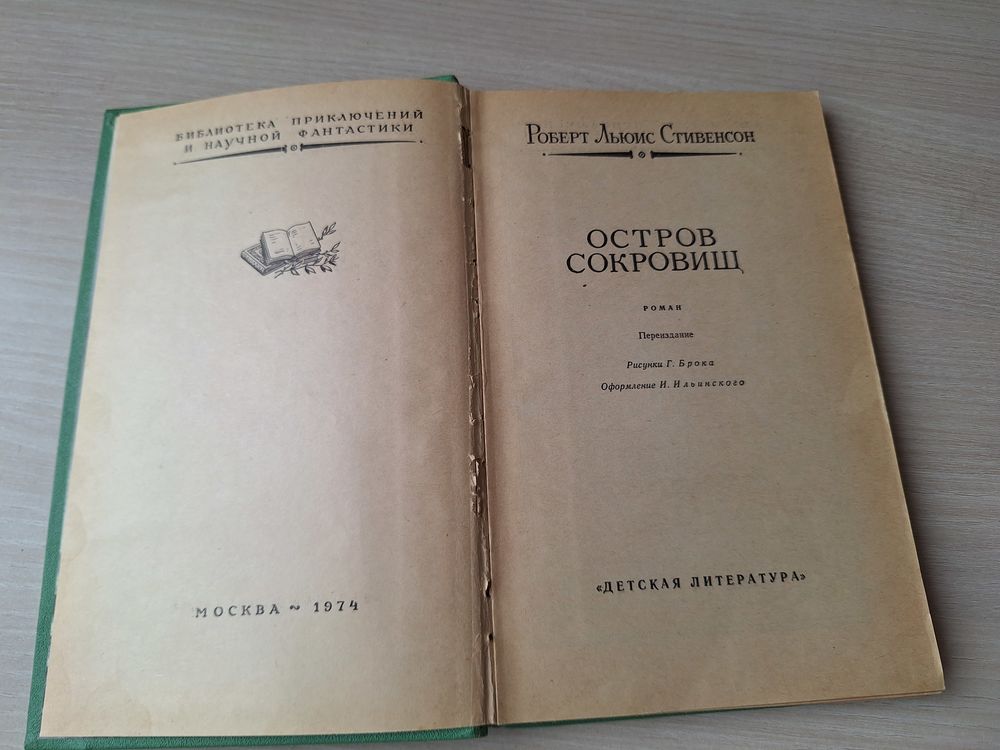 БИБЛИОТЕКА ПРИКЛЮЧЕНИЙ
И НАУЧНОЙ ФАНТАСТИКИ
МОСКВА ~ 1974
Роберт Льюис Стивенсон
ОСТРОВ
СОКРОВИЩ
РОМАН
Переиздание
Рисунки Г. Брока
Оформление И. Ильинского
«ДЕТСКАЯ ЛИТЕРАТУРА»